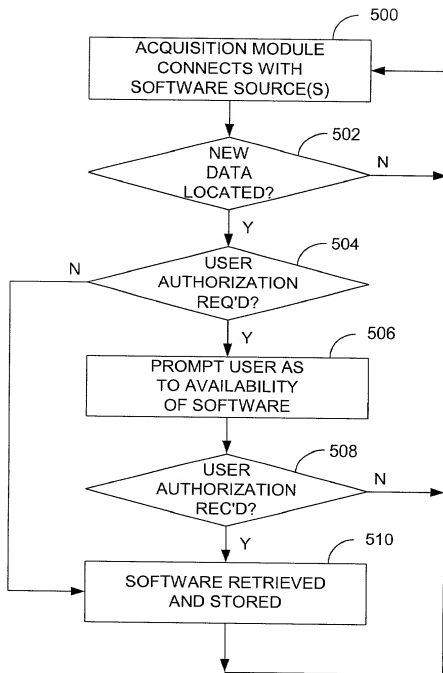 500
ACQUISITION MODULE
CONNECTS WITH
SOFTWARE SOURCE(S)
502
NEW
DATA
LOCATED?
N
Y
504
N
USER
AUTHORIZATION
REQ'D?
Y
506
PROMPT USER AS
TO AVAILABILITY
OF SOFTWARE
508
USER
AUTHORIZATION
REC'D?
N
Y
510
SOFTWARE RETRIEVED
AND STORED